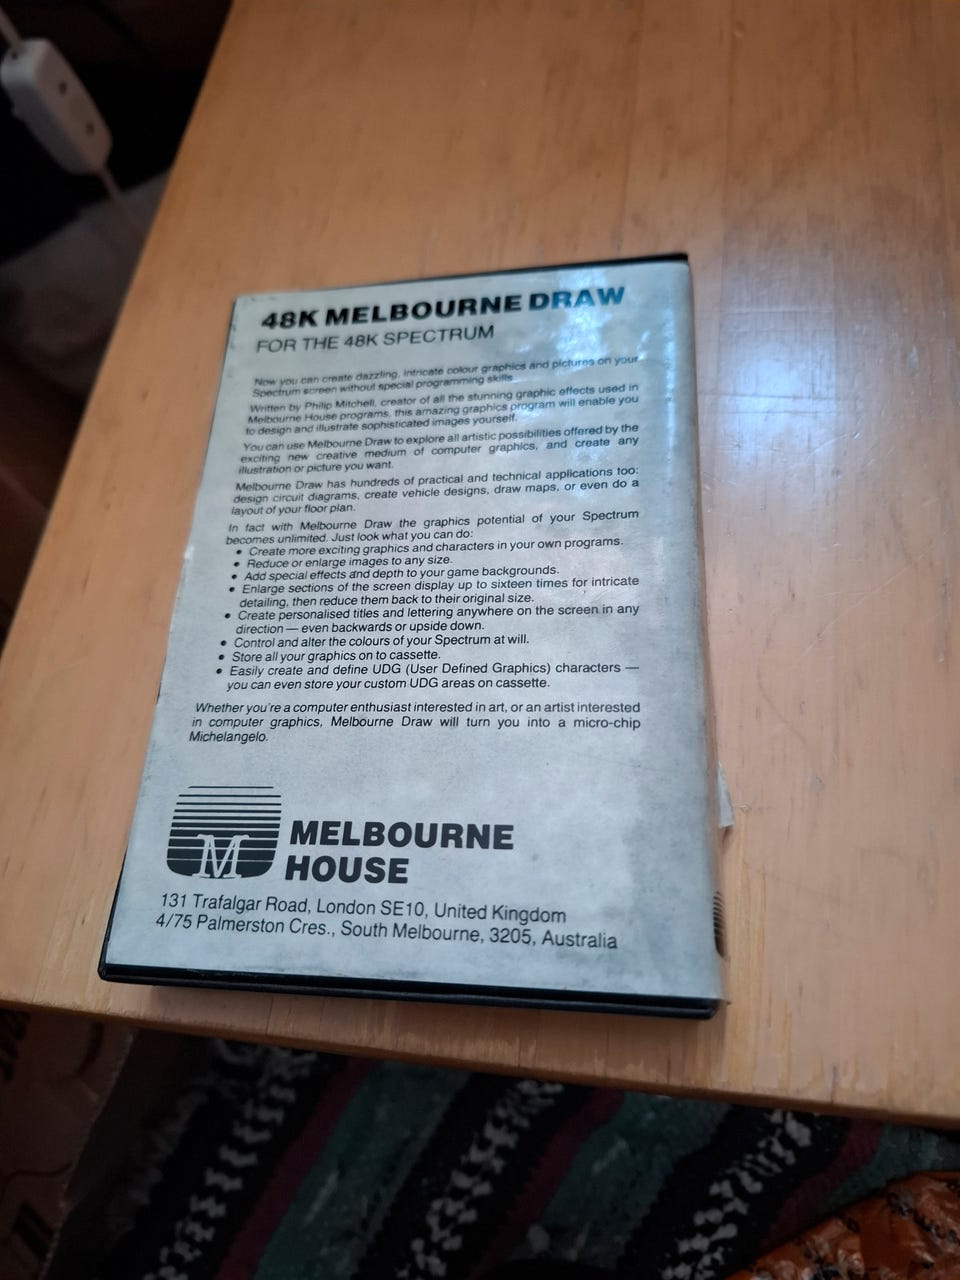 48K MELBOURNE DRAW
FOR THE 48K SPECTRUM
Now you can create dazzling, intricate colour graphics and pictures on your
Spectrum screen without special programming skills.
Written by Philip Mitchell, creator of all the stunning graphic effects used in
Melbourne House programs, this amazing graphics program will enable you
to design and illustrate sophisticated images yourself.
You can use Melbourne Draw to explore all artistic possibilities offered by the
exciting new creative medium of computer graphics, and create any
illustration or picture you want.
Melbourne Draw has hundreds of practical and technical applications too:
design circuit diagrams, create vehicle designs, draw maps, or even do a
layout of your floor plan.
In fact with Melbourne Draw the graphics potential of your Spectrum
becomes unlimited. Just look what you can do:
• Create more exciting graphics and characters in your own programs.
• Reduce or enlarge images to any size.
• Add special effects and depth to your game backgrounds.
• Enlarge sections of the screen display up to sixteen times for intricate
detailing, then reduce them back to their original size.
• Create personalised titles and lettering anywhere on the screen in any
direction — even backwards or upside down.
• Control and alter the colours of your Spectrum at will.
• Store all your graphics on to cassette.
• Easily create and define UDG (User Defined Graphics) characters —
you can even store your custom UDG areas on cassette.
Whether you're a computer enthusiast interested in art, or an artist interested
in computer graphics, Melbourne Draw will turn you into a micro-chip
Michelangelo.
M
MELBOURNE
HOUSE
131 Trafalgar Road, London SE10, United Kingdom
4/75 Palmerston Cres., South Melbourne, 3205, Australia